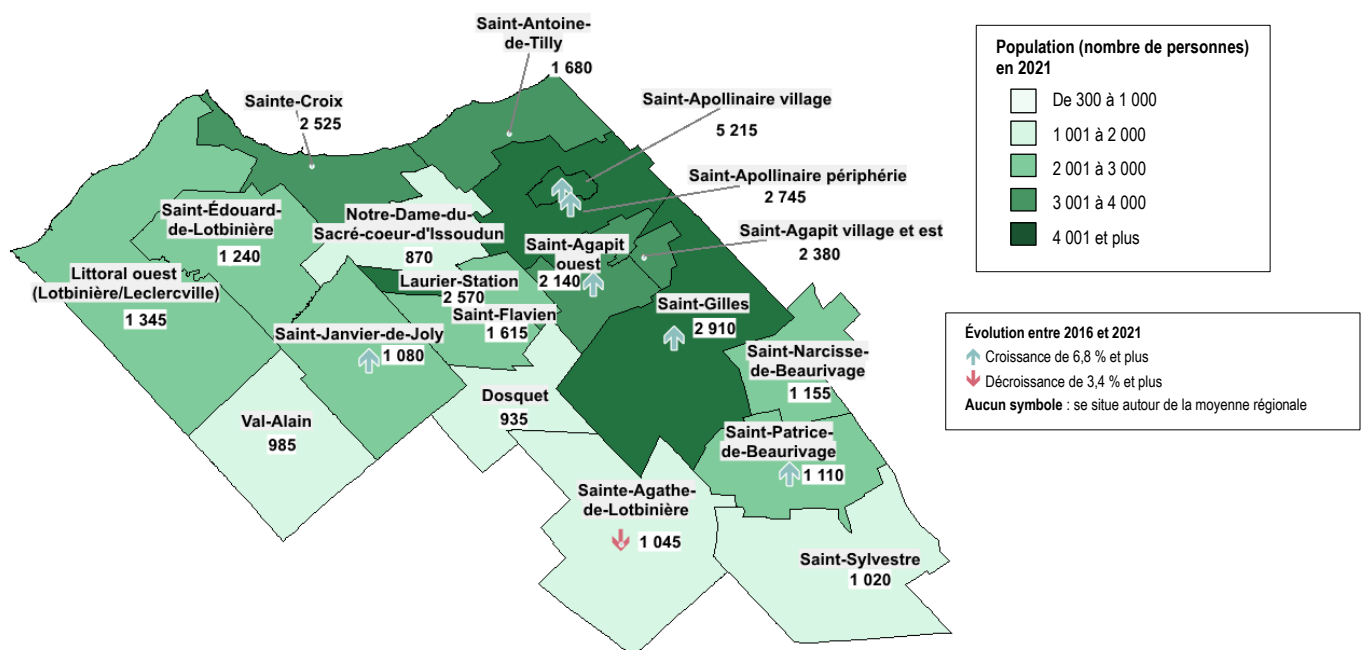 Saint-Antoine-
de-Tilly
1 680
Sainte-Croix
2 525
Saint-Apollinaire village
5 215
Saint-Apollinaire périphérie
2 745
Saint-Édouard-
de-Lotbinière
1 240
Notre-Dame-du-
Sacré-coeur-d'Issoudun
870
Saint-Agapit
ouest
2 140
Saint-Agapit village et est
2 380
Littoral ouest
(Lotbinière/Leclercville)
1 345
Laurier-Station
2 570
Saint-Flavien
1 615
Saint-Gilles
2 910
Saint-Janvier-de-Joly
1 080
Saint-Narcisse-
de-Beaurivage
1 155
Val-Alain
985
Dosquet
935
Saint-Patrice-
de-Beaurivage
1 110
Sainte-Agathe-
de-Lotbinière
1 045
Saint-Sylvestre
1 020
Population (nombre de personnes)
en 2021
De 300 à 1 000
1 001 à 2 000
2 001 à 3 000
3 001 à 4 000
4 001 et plus
Évolution entre 2016 et 2021
Croissance de 6,8 % et plus
Décroissance de 3,4 % et plus
Aucun symbole : se situe autour de la moyenne régionale